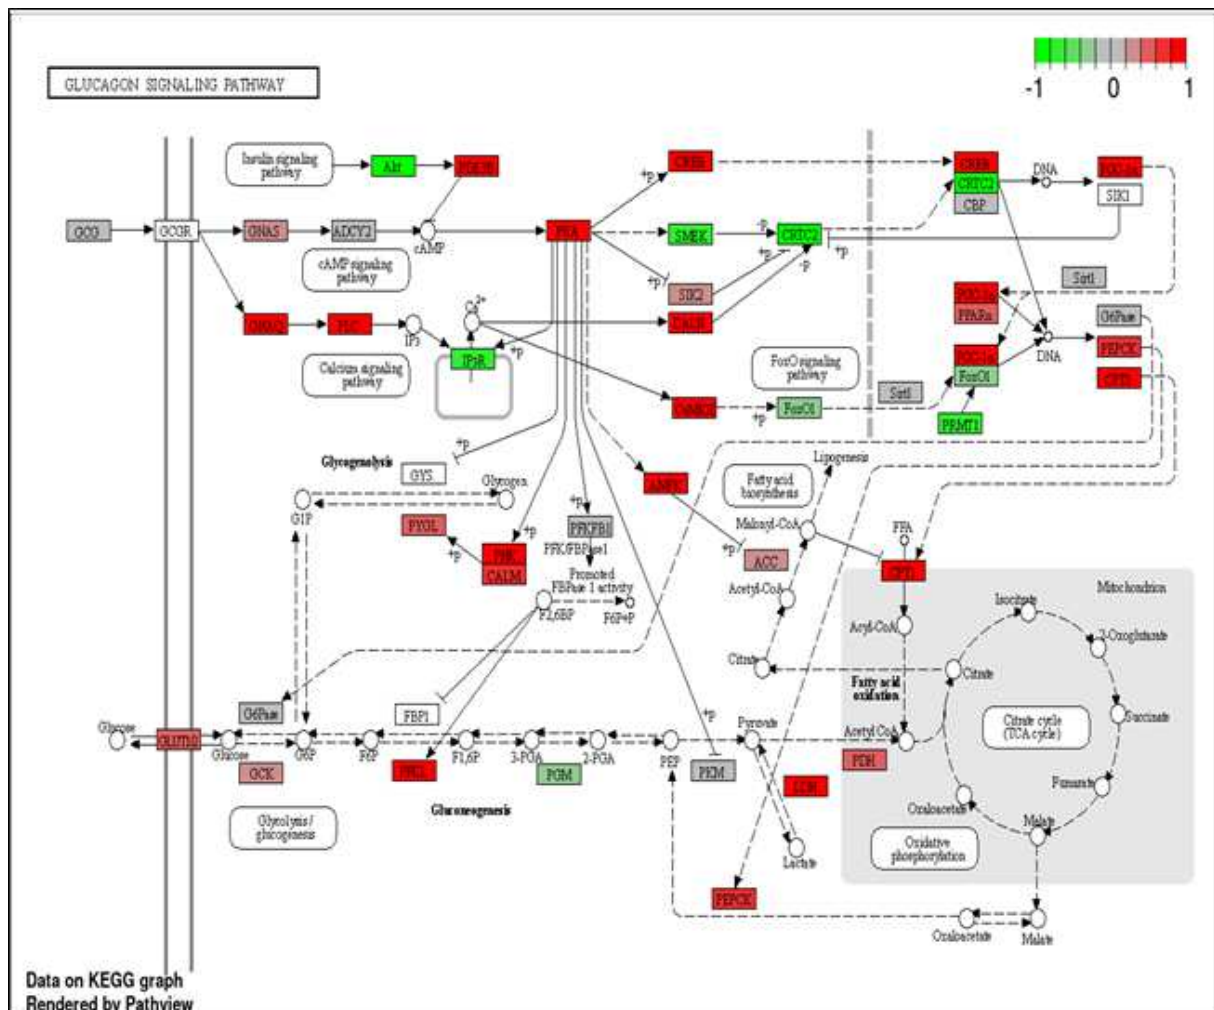 -1 0 1
GLUCAGON SIGNALING PATHWAY
Insulin signaling
pathway
Akt
CREB
CREB
CRTC2
CBP
DNA
PGC-1α
SIK1
+p
GCG
GCGR
GNAS
ADCY2
cAMP
PKA
SMEK
-p
CRTC2
+p
+p
-p
cAMP signaling
pathway
+p
SIK2
Sirt1
PGC-1α
PPARα
G6Pase
PLC
IP3
Ca2+
IP3R
+p
DNA
PEPCK
PGC-1α
FoxO1
CPT1
Calcium signaling
pathway
FoxO signaling
pathway
Sirt1
FoxO1
+p
PRMT1
+p
Glycogenolysis
GYS
Glycogen
G1P
PYGL
+p
+p
PHK
CALM
+p
PFKFB1
PFK/FBPase1
Promoted
FBPase 1 activity
F2,6BP
F6P+P
AMPK
Fatty acid
biosynthesis
Lipogenesis
Malonyl-CoA
+p
ACC
FFA
CPT1
Acetyl-CoA
Acyl-CoA
Mitochondrion
Isocitrate
2-Oxoglutarate
Citrate
Citrate
Fatty acid
oxidation
Succinate
Citrate cycle
(TCA cycle)
+p
G6Pase
FBP1
Glucose
Glucose
G6P
F6P
F1,6P
3-PGA
2-PGA
PEP
Pyruvate
Acetyl CoA
GCK
PGM
PKM
LDH
PDH
Fumarate
Gluconeogenesis
Oxaloacetate
Malate
Glycolysis /
glucogenesis
Lactate
Oxidative
phosphorylation
PEPCK
Oxaloacetate
Malate
Data on KEGG graph
Rendered by Pathview